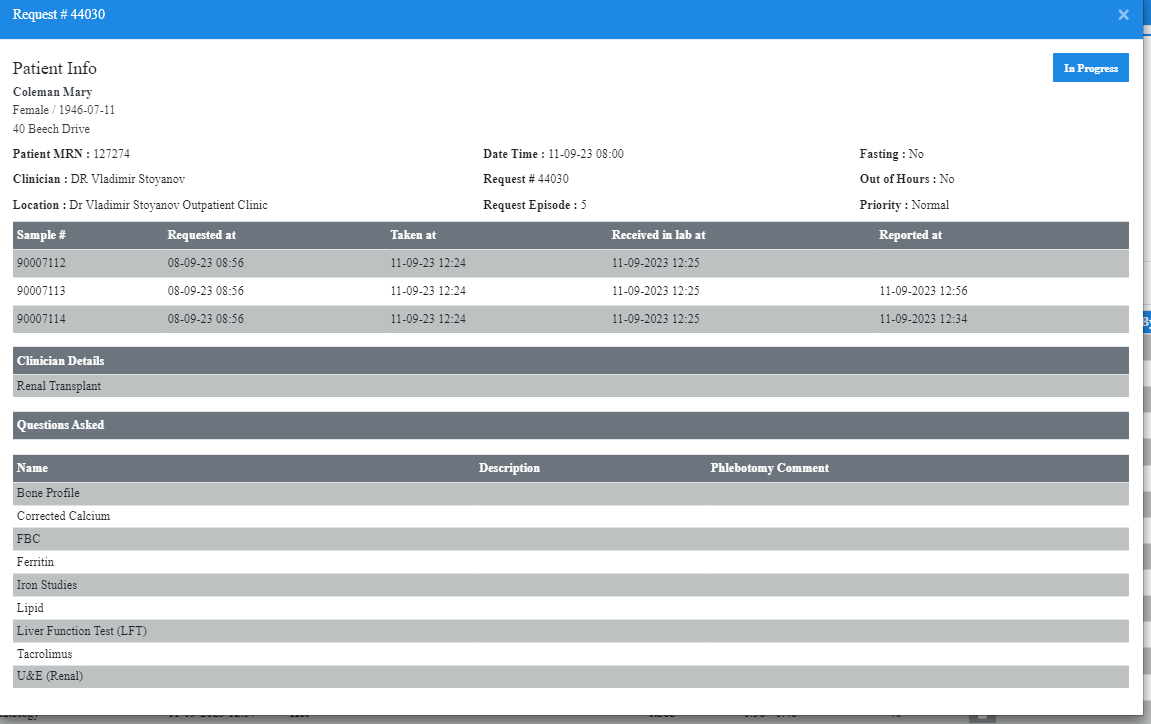 Request # 44030 ×
Patient Info
In Progress
Coleman Mary
Female / 1946-07-11
40 Beech Drive
Patient MRN : 127274 Date Time : 11-09-23 08:00 Fasting : No
Clinician : DR Vladimir Stoyanov Request # 44030 Out of Hours : No
Location : Dr Vladimir Stoyanov Outpatient Clinic Request Episode : 5 Priority : Normal
Sample # Requested at Taken at Received in lab at Reported at
90007112 08-09-23 08:56 11-09-23 12:24 11-09-2023 12:25
90007113 08-09-23 08:56 11-09-23 12:24 11-09-2023 12:25 11-09-2023 12:56
90007114 08-09-23 08:56 11-09-23 12:24 11-09-2023 12:25 11-09-2023 12:34
Clinician Details
Renal Transplant
Questions Asked
Name Description Phlebotomy Comment
Bone Profile
Corrected Calcium
FBC
Ferritin
Iron Studies
Lipid
Liver Function Test (LFT)
Tacrolimus
U&E (Renal)